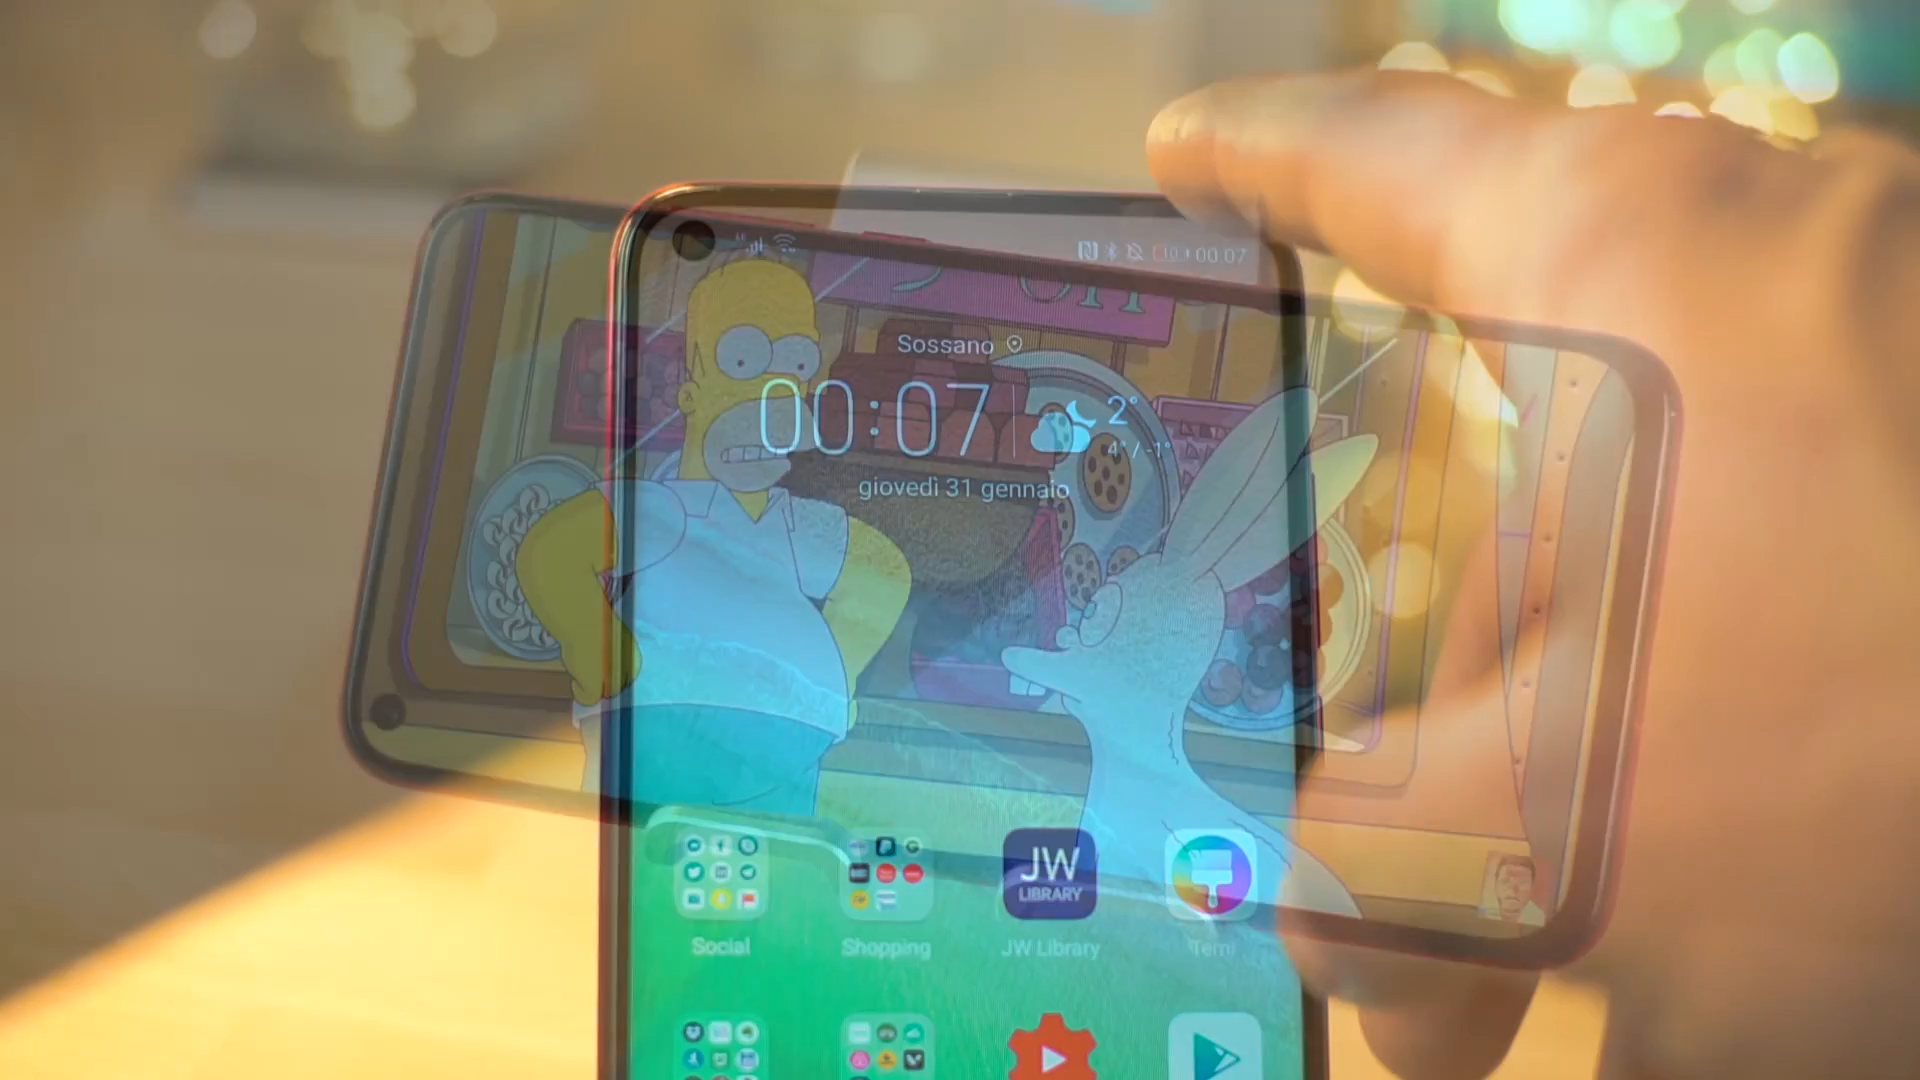 00:07
Sossano
00:07
2°
4° / -1°
giovedì 31 gennaio
JW
LIBRARY
Social
Shopping
JW Library
Temi